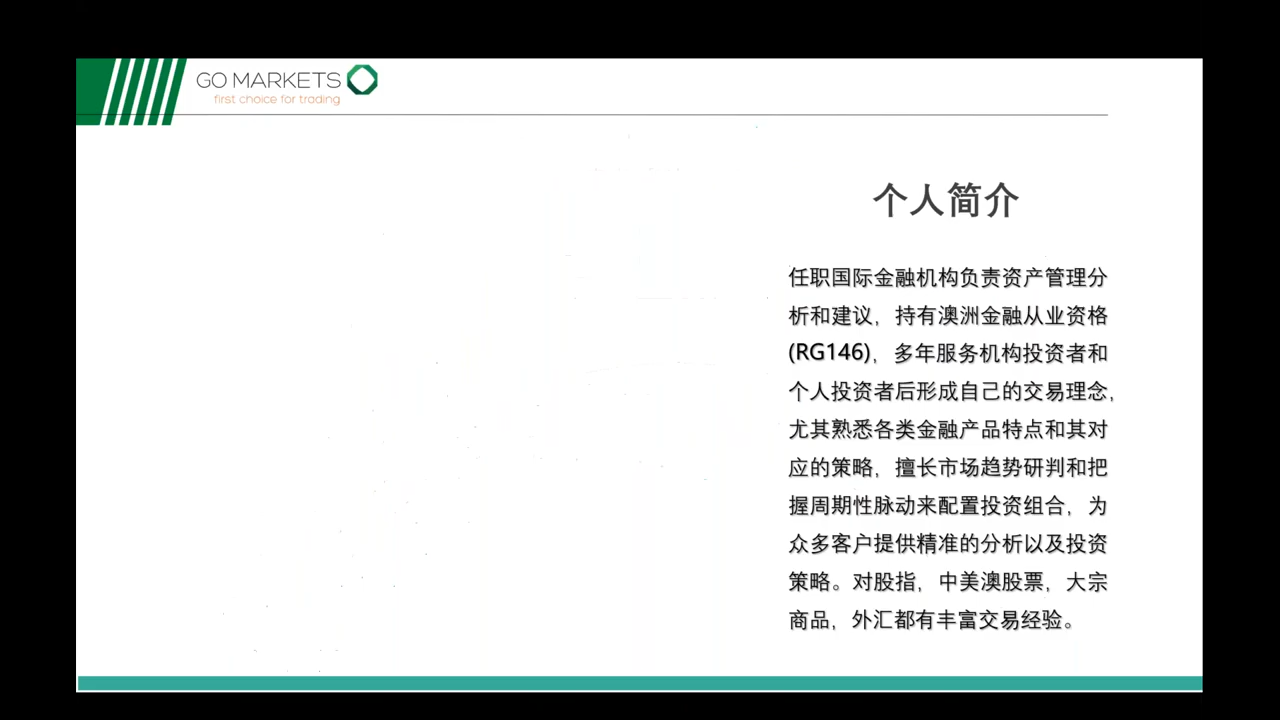 GO MARKETS
first choice for trading
个人简介
任职国际金融机构负责资产管理分
析和建议，持有澳洲金融从业资格
(RG146)，多年服务机构投资者和
个人投资者后形成自己的交易理念，
尤其熟悉各类金融产品特点和其对
应的策略，擅长市场趋势研判和把
握周期性脉动来配置投资组合，为
众多客户提供精准的分析以及投资
策略。对股指，中美澳股票，大宗
商品，外汇都有丰富交易经验。